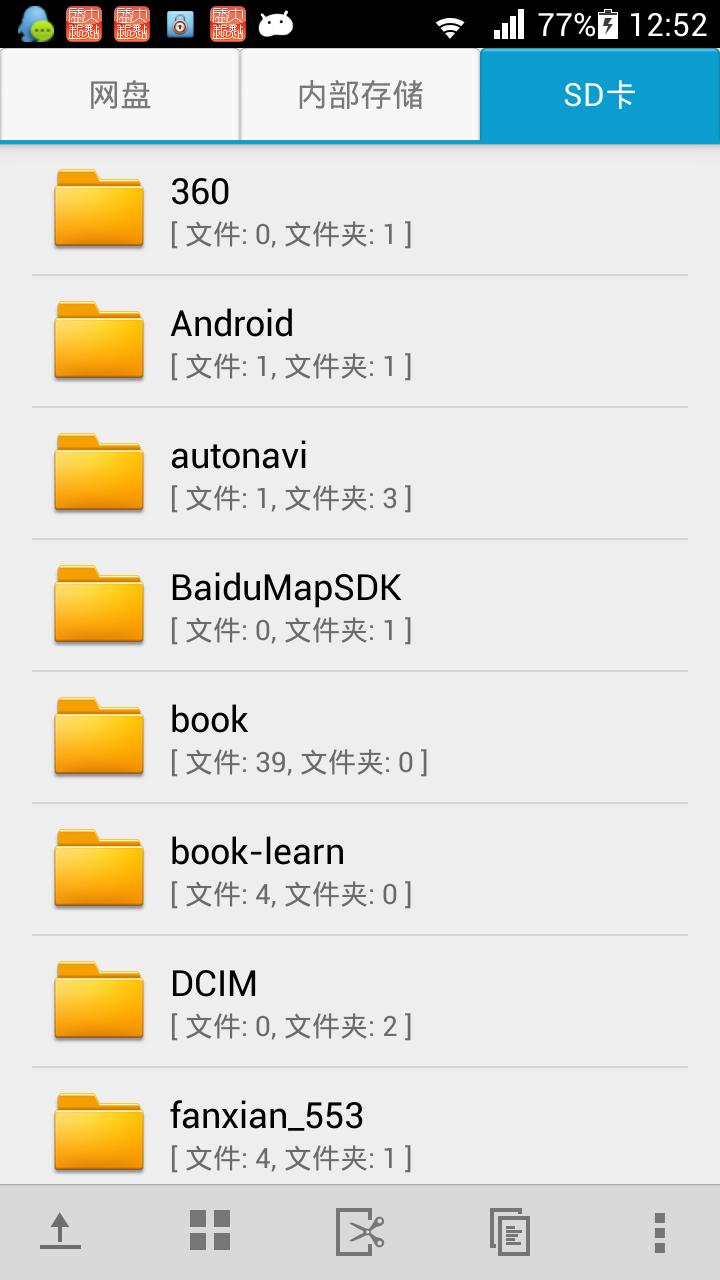 77% 12:52
网盘 内部存储 SD卡
360
[ 文件: 0, 文件夹: 1 ]
Android
[ 文件: 1, 文件夹: 1 ]
autonavi
[ 文件: 1, 文件夹: 3 ]
BaiduMapSDK
[ 文件: 0, 文件夹: 1 ]
book
[ 文件: 39, 文件夹: 0 ]
book-learn
[ 文件: 4, 文件夹: 0 ]
DCIM
[ 文件: 0, 文件夹: 2 ]
fanxian_553
[ 文件: 4, 文件夹: 1 ]